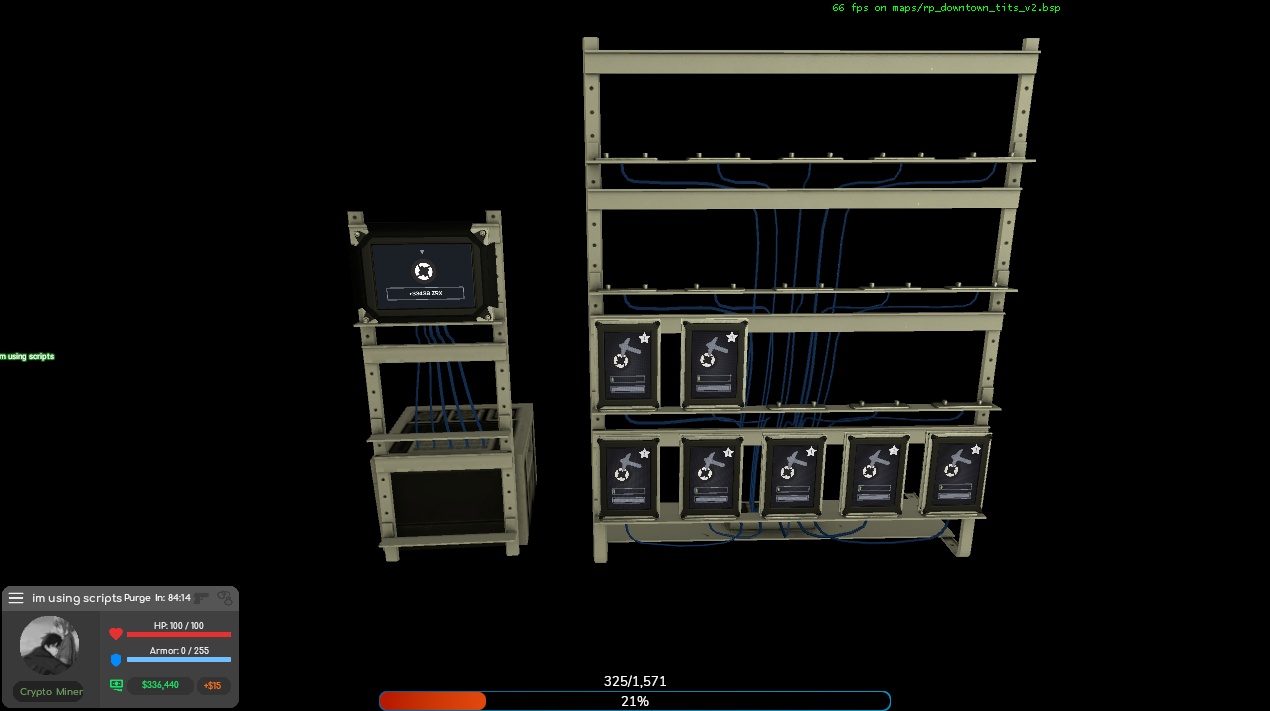 66 fps on maps/rp_downtown_tits_v2.bsp
m using scripts
im using scripts Purge In: 84:14
HP: 100 / 100
Armor: 0 / 255
Crypto Miner
$336,440
+$15
325/1,571
21%